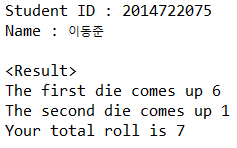 Student ID : 2014722075
Name : 이동준
<Result>
The first die comes up 6
The second die comes up 1
Your total roll is 7